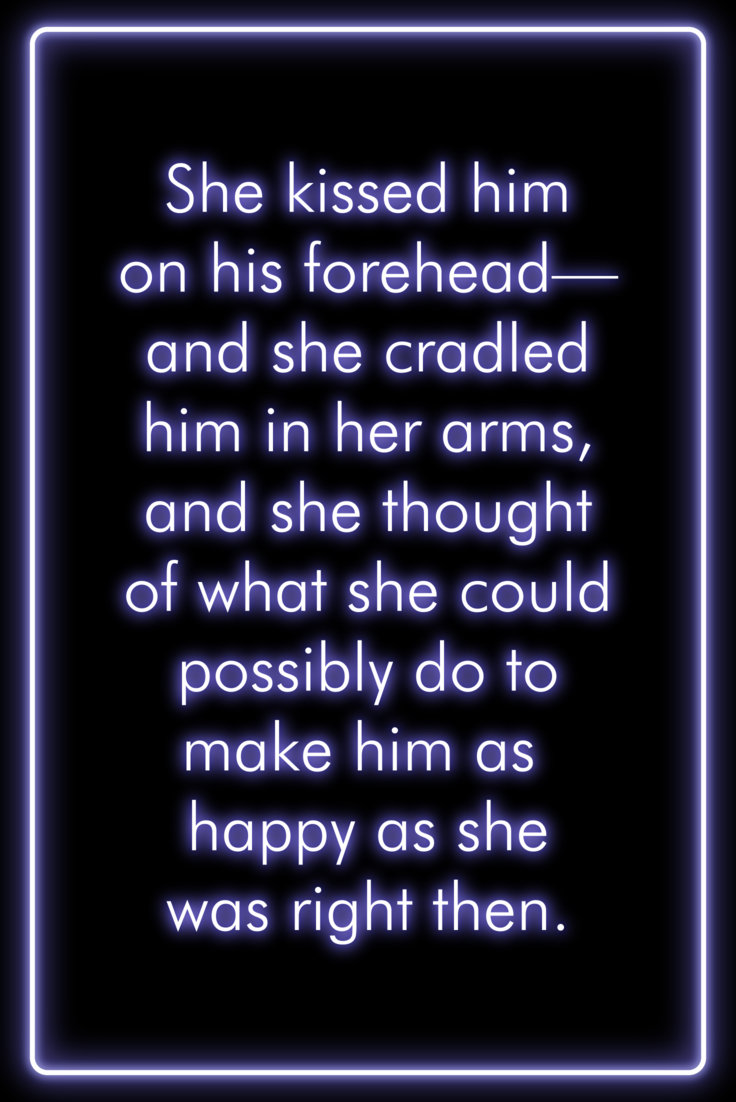 She kissed him
on his forehead—
and she cradled
him in her arms,
and she thought
of what she could
possibly do to
make him as
happy as she
was right then.